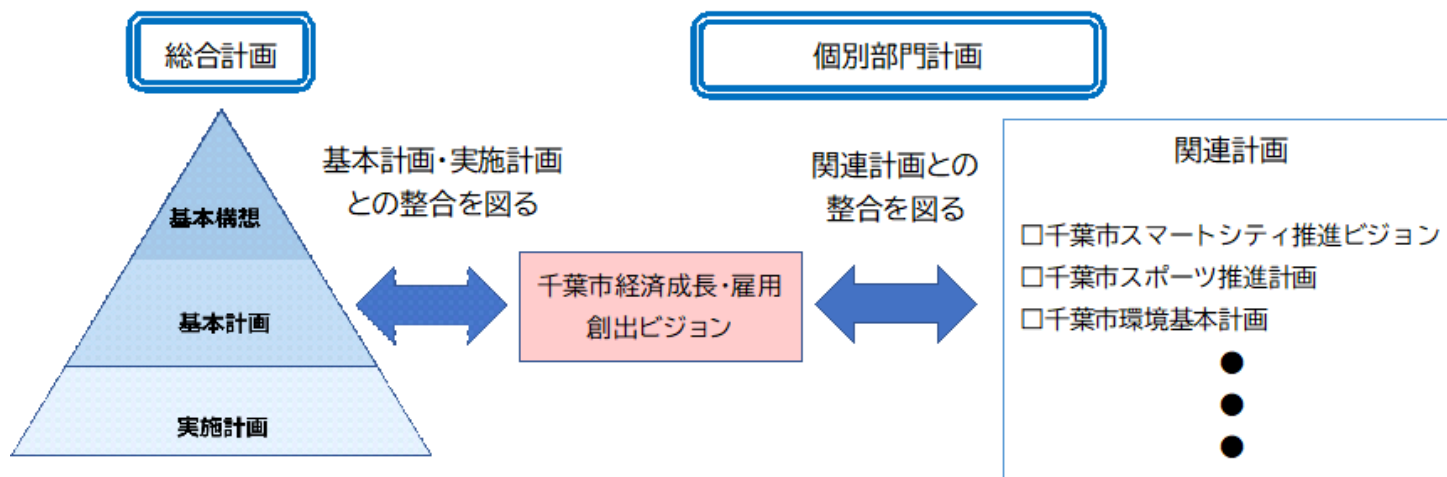 総合計画
個別部門計画
基本構想
基本計画
実施計画
基本計画・実施計画
との整合を図る
千葉市経済成長・雇用
創出ビジョン
関連計画との
整合を図る
関連計画
□千葉市スマートシティ推進ビジョン
□千葉市スポーツ推進計画
□千葉市環境基本計画
●
●
●